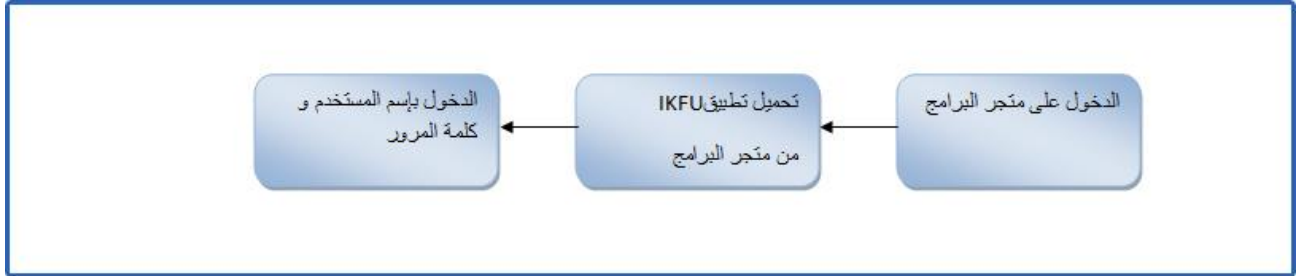 الدخول على متجر البرامج
تحميل تطبيقIKFU
من متجر البرامج
الدخول بإسم المستخدم و
كلمة المرور